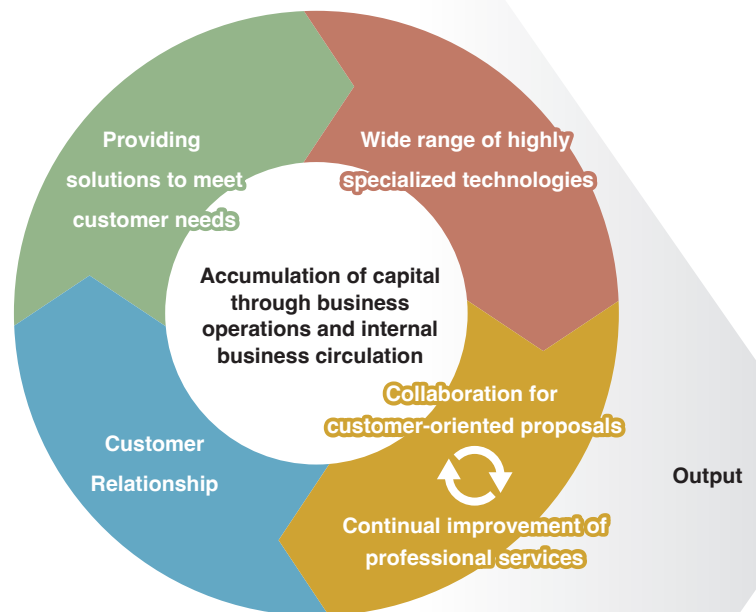 Providing
solutions to meet
customer needs
Wide range of highly
specialized technologies
Accumulation of capital
through business
operations and internal
business circulation
Collaboration for
customer-oriented proposals
Continual improvement of
professional services
Customer
Relationship
Output